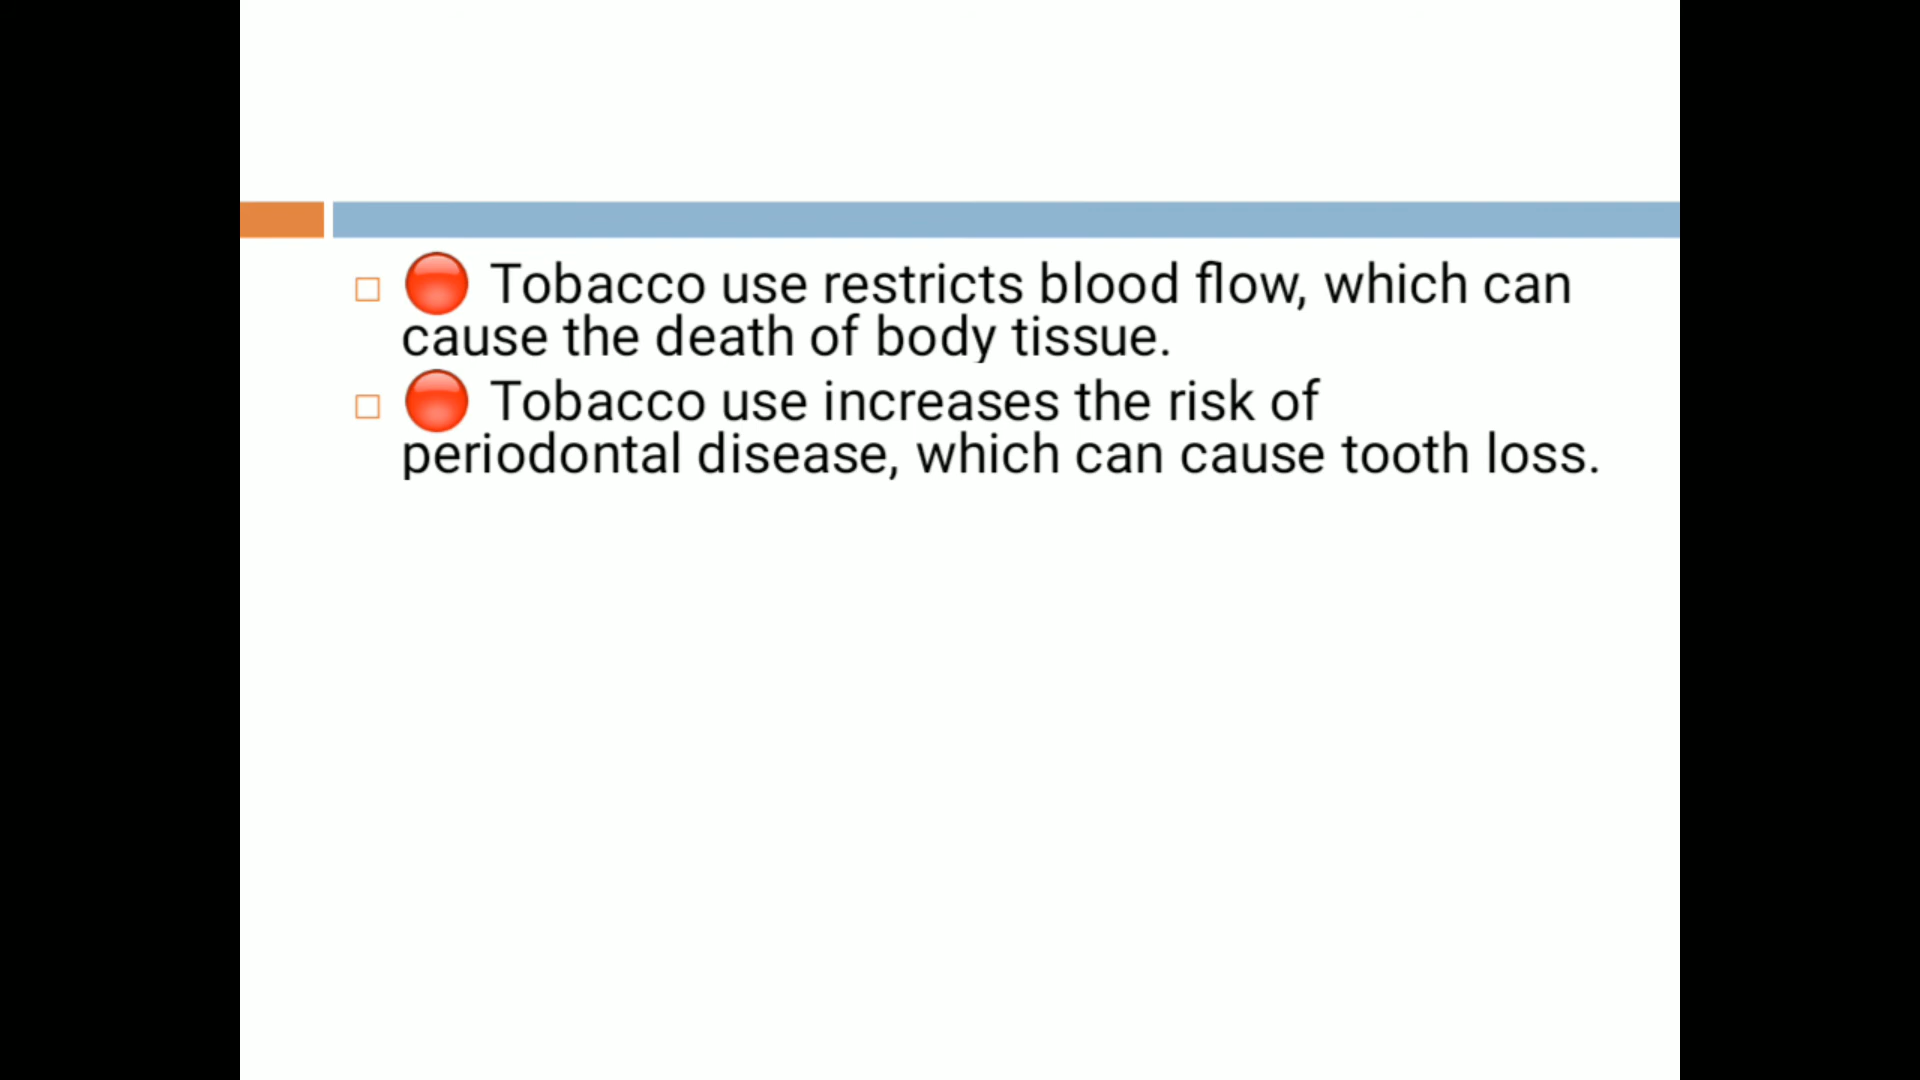 🔴 Tobacco use restricts blood flow, which can
cause the death of body tissue.
🔴 Tobacco use increases the risk of
periodontal disease, which can cause tooth loss.